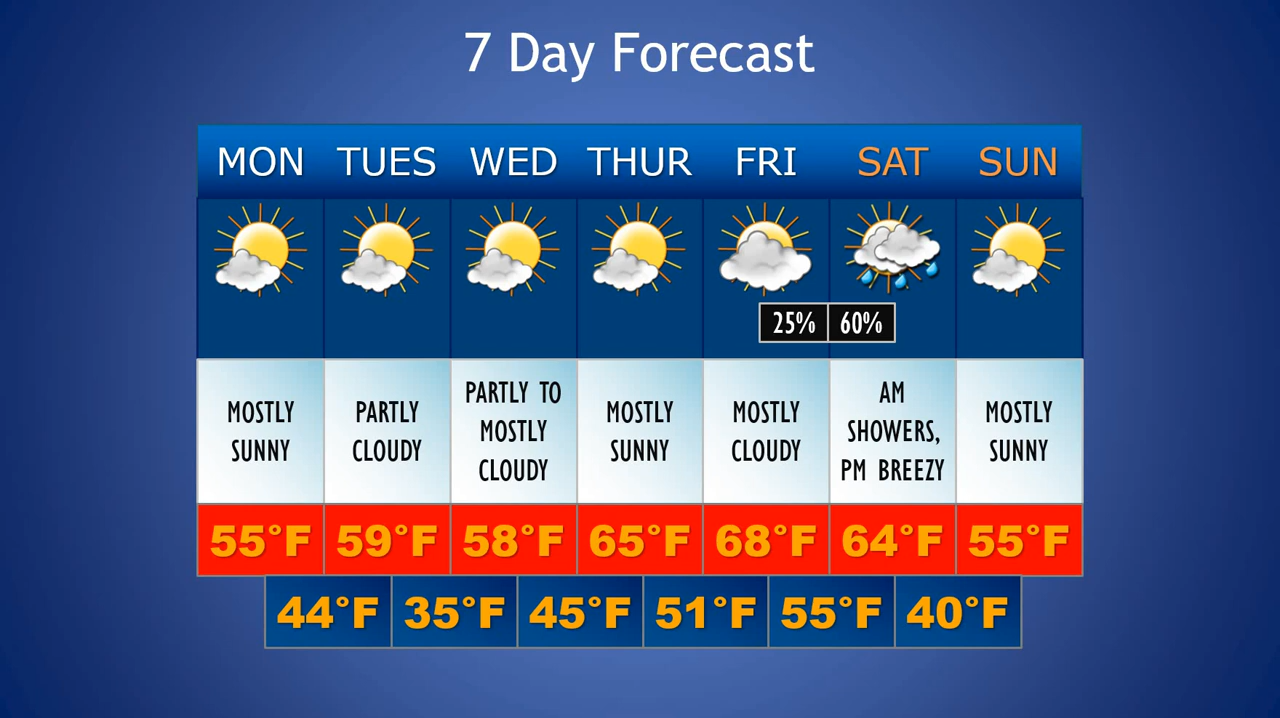 7 Day Forecast
MON TUES WED THUR FRI SAT SUN
25% 60%
MOSTLY SUNNY
PARTLY CLOUDY
PARTLY TO MOSTLY CLOUDY
MOSTLY SUNNY
MOSTLY CLOUDY
AM SHOWERS, PM BREEZY
MOSTLY SUNNY
55°F 59°F 58°F 65°F 68°F 64°F 55°F
44°F 35°F 45°F 51°F 55°F 40°F